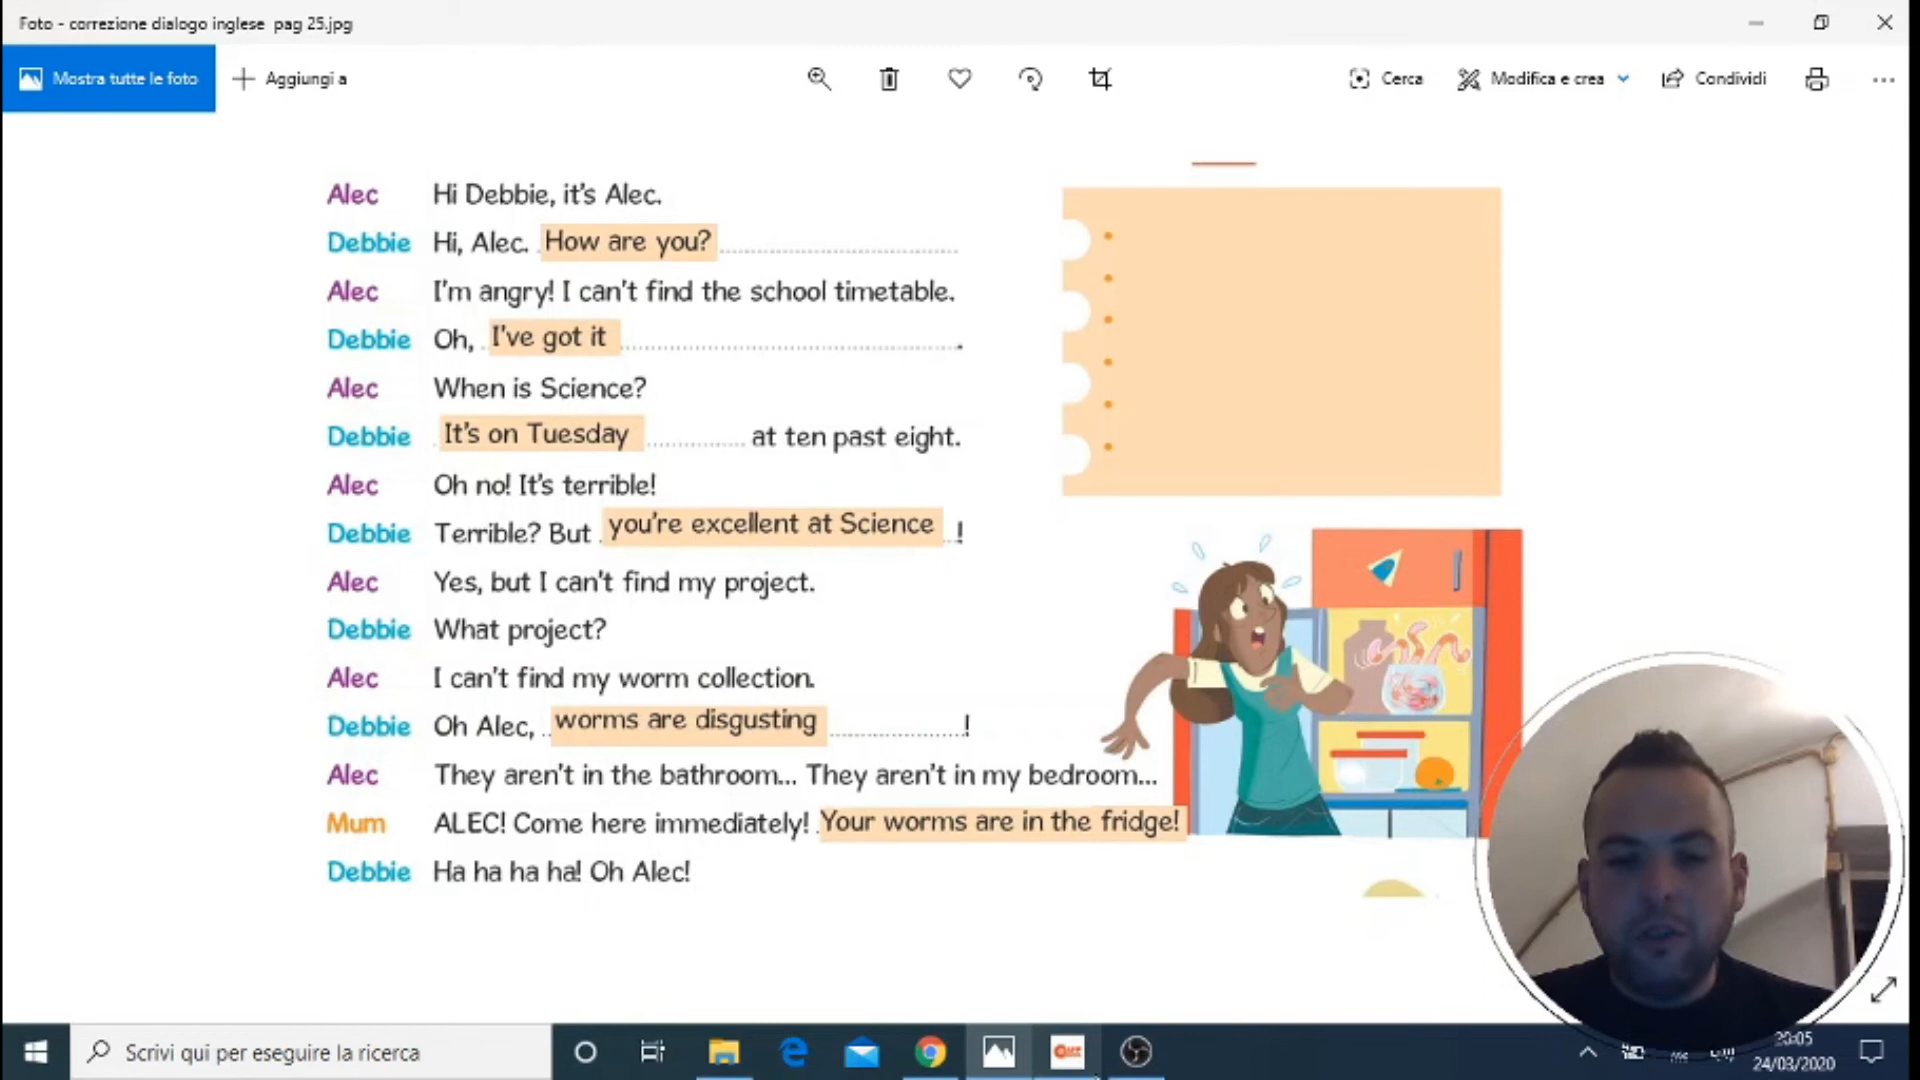 Foto - correzione dialogo inglese pag 25.jpg
Mostra tutte le foto
Aggiungi a
Cerca
Modifica e crea
Condividi
Alec Hi Debbie, it's Alec.
Debbie Hi, Alec. How are you?
Alec I'm angry! I can't find the school timetable.
Debbie Oh, I've got it .
Alec When is Science?
Debbie It's on Tuesday at ten past eight.
Alec Oh no! It's terrible!
Debbie Terrible? But you're excellent at Science !
Alec Yes, but I can't find my project.
Debbie What project?
Alec I can't find my worm collection.
Debbie Oh Alec, worms are disgusting !
Alec They aren't in the bathroom... They aren't in my bedroom...
Mum ALEC! Come here immediately! Your worms are in the fridge!
Debbie Ha ha ha ha! Oh Alec!
Scrivi qui per eseguire la ricerca
20:05
24/03/2020